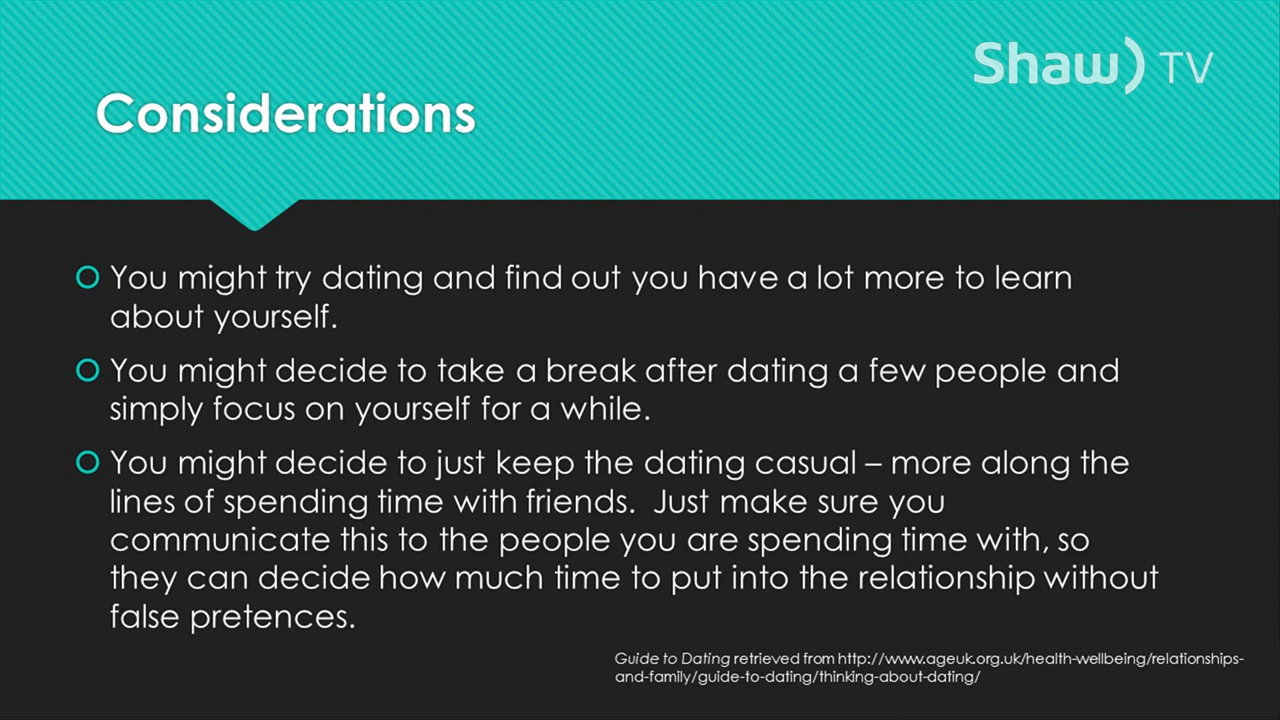 Shaw) TV
Considerations
You might try dating and find out you have a lot more to learn
about yourself.
You might decide to take a break after dating a few people and
simply focus on yourself for a while.
You might decide to just keep the dating casual – more along the
lines of spending time with friends.  Just make sure you
communicate this to the people you are spending time with, so
they can decide how much time to put into the relationship without
false pretences.
Guide to Dating retrieved from http://www.ageuk.org.uk/health-wellbeing/relationships-
and-family/guide-to-dating/thinking-about-dating/